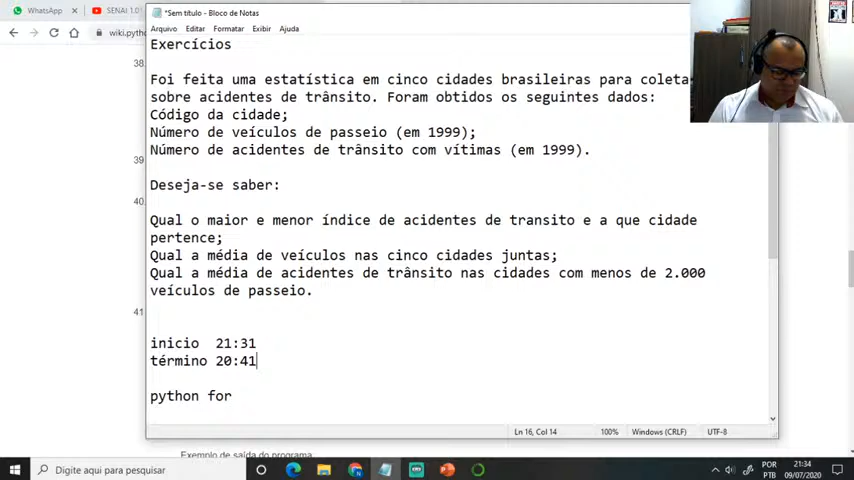 WhatsApp
SENAI 1.01
*Sem título - Bloco de Notas
wiki.pytho
Arquivo Editar Formatar Exibir Ajuda
Exercícios
38.
Foi feita uma estatística em cinco cidades brasileiras para coleta
sobre acidentes de trânsito. Foram obtidos os seguintes dados:
Código da cidade;
Número de veículos de passeio (em 1999);
Número de acidentes de trânsito com vítimas (em 1999).
39.
Deseja-se saber:
40.
Qual o maior e menor índice de acidentes de transito e a que cidade
pertence;
Qual a média de veículos nas cinco cidades juntas;
Qual a média de acidentes de trânsito nas cidades com menos de 2.000
veículos de passeio.
41.
inicio 21:31
término 20:41
python for
Ln 16, Col 14 100% Windows (CRLF) UTF-8
Exemplo de saída do programa
Digite aqui para pesquisar
POR
PTB
21:34
09/07/2020